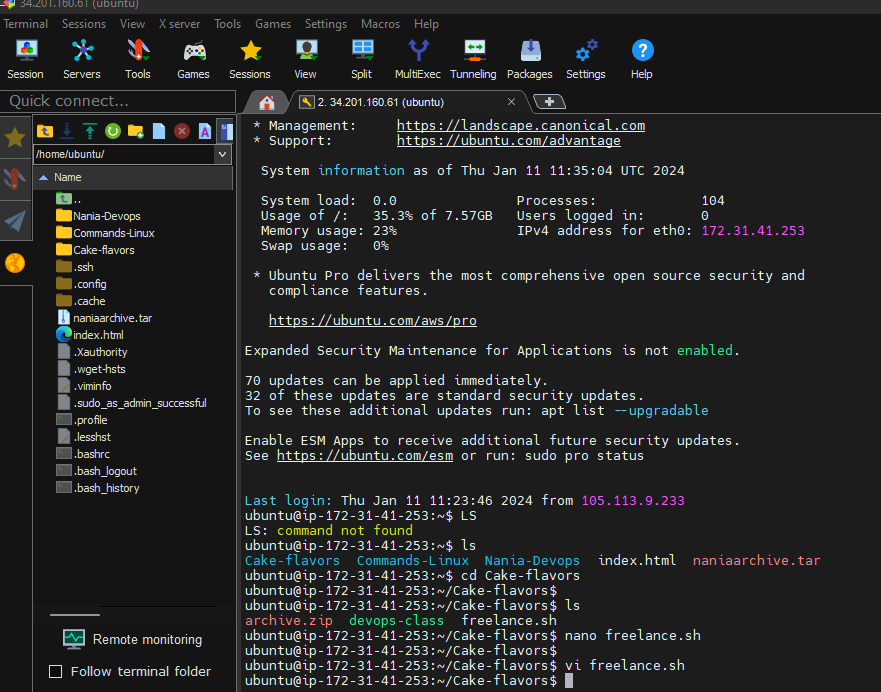 34.201.160.61 (ubuntu)
Terminal Sessions View X server Tools Games Settings Macros Help
Session Servers Tools Games Sessions View Split MultiExec Tunneling Packages Settings Help
Quick connect...
2. 34.201.160.61 (ubuntu)
/home/ubuntu/
Name
..
Nania-Devops
Commands-Linux
Cake-flavors
.ssh
.config
.cache
naniaarchive.tar
index.html
.Xauthority
.wget-hsts
.viminfo
.sudo_as_admin_successful
.profile
.lesshst
.bashrc
.bash_logout
.bash_history
Remote monitoring
Follow terminal folder
* Management: https://landscape.canonical.com
* Support: https://ubuntu.com/advantage
System information as of Thu Jan 11 11:35:04 UTC 2024
System load: 0.0 Processes: 104
Usage of /: 35.3% of 7.57GB Users logged in: 0
Memory usage: 23% IPv4 address for eth0: 172.31.41.253
Swap usage: 0%
* Ubuntu Pro delivers the most comprehensive open source security and
compliance features.
https://ubuntu.com/aws/pro
Expanded Security Maintenance for Applications is not enabled.
70 updates can be applied immediately.
32 of these updates are standard security updates.
To see these additional updates run: apt list --upgradable
Enable ESM Apps to receive additional future security updates.
See https://ubuntu.com/esm or run: sudo pro status
Last login: Thu Jan 11 11:23:46 2024 from 105.113.9.233
ubuntu@ip-172-31-41-253:~$ LS
LS: command not found
ubuntu@ip-172-31-41-253:~$ ls
Cake-flavors Commands-Linux Nania-Devops index.html naniaarchive.tar
ubuntu@ip-172-31-41-253:~$ cd Cake-flavors
ubuntu@ip-172-31-41-253:~/Cake-flavors$
ubuntu@ip-172-31-41-253:~/Cake-flavors$ ls
archive.zip devops-class freelance.sh
ubuntu@ip-172-31-41-253:~/Cake-flavors$ nano freelance.sh
ubuntu@ip-172-31-41-253:~/Cake-flavors$
ubuntu@ip-172-31-41-253:~/Cake-flavors$ vi freelance.sh
ubuntu@ip-172-31-41-253:~/Cake-flavors$